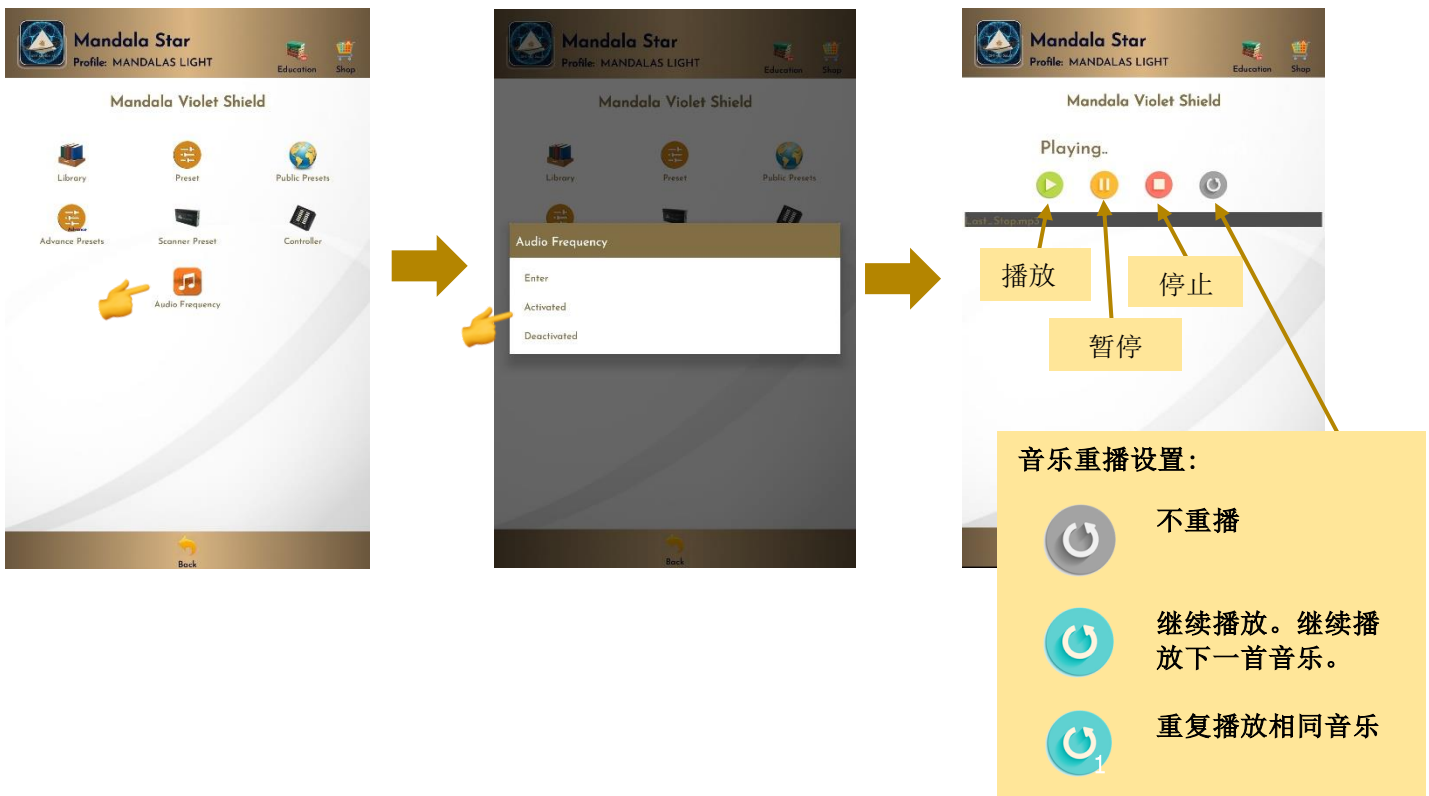 Mandala Star
Profile: MANDALAS LIGHT
Education
Shop
Mandala Violet Shield
Library
Preset
Public Presets
Advance
Advance Presets
Scanner Preset
Controller
Audio Frequency
Back
Mandala Star
Profile: MANDALAS LIGHT
Education
Shop
Mandala Violet Shield
Library
Preset
Public Presets
Audio Frequency
Enter
Activated
Deactivated
Back
Mandala Star
Profile: MANDALAS LIGHT
Education
Shop
Mandala Violet Shield
Playing..
Last_Stop.mp3
播放
停止
暂停
音乐重播设置:
不重播
继续播放。继续播
放下一首音乐。
重复播放相同音乐
1